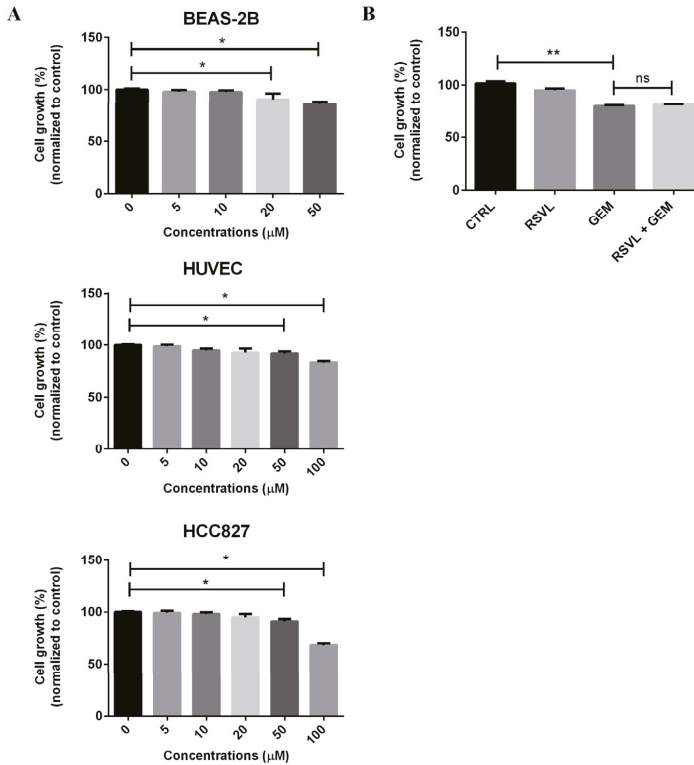 A
BEAS-2B
Cell growth (%)
(normalized to control)
150
100
50
0
*
*
0 5 10 20 50
Concentrations (μM)
HUVEC
Cell growth (%)
(normalized to control)
150
100
50
0
*
*
0 5 10 20 50 100
Concentrations (μM)
HCC827
Cell growth (%)
(normalized to control)
150
100
50
0
*
*
0 5 10 20 50 100
Concentrations (μM)
B
Cell growth (%)
(normalized to control)
150
100
50
0
**
ns
CTRL RSVL GEM RSVL + GEM